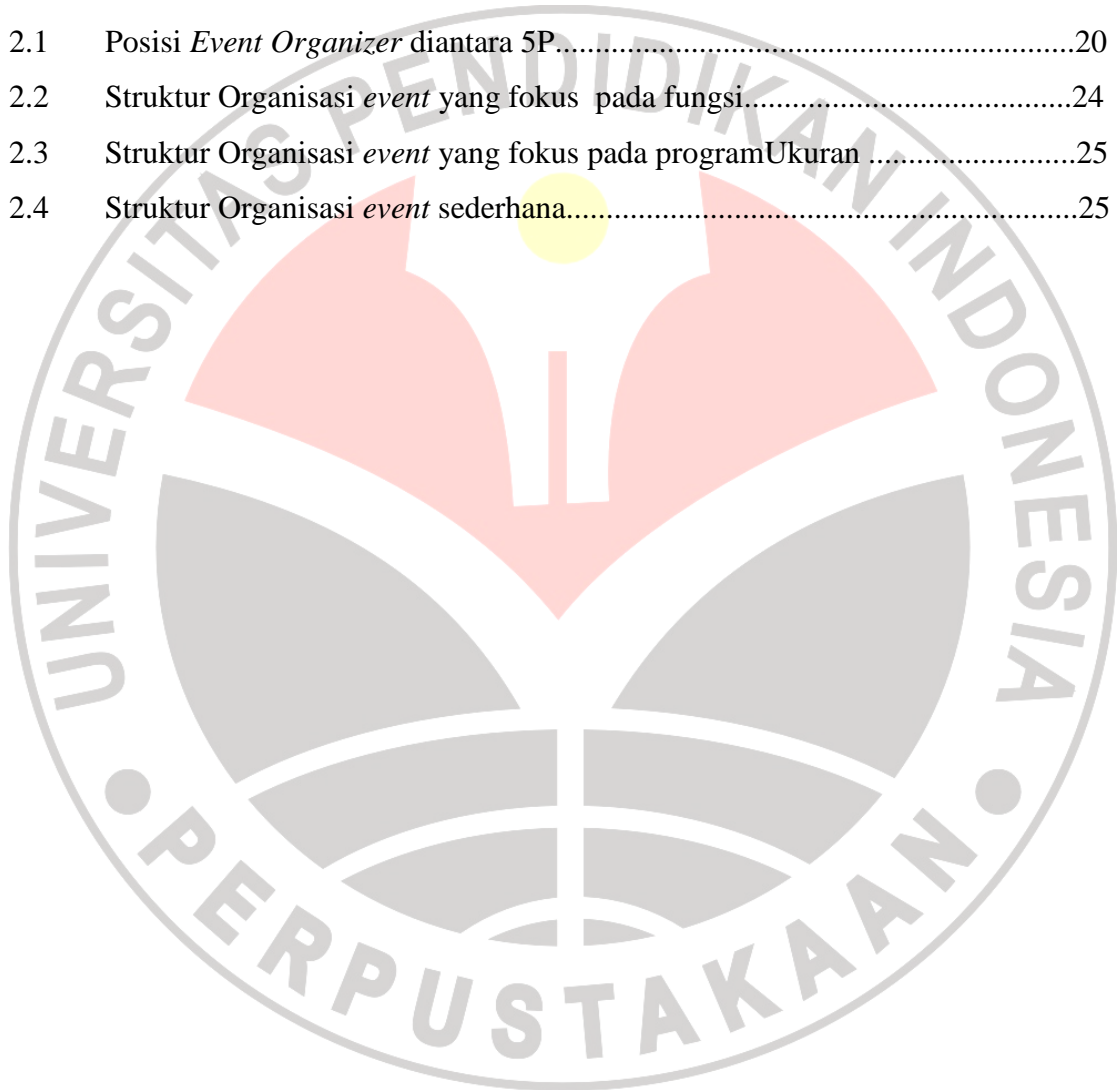 2.1 Posisi Event Organizer diantara 5P.....................................................................................20
2.2 Struktur Organisasi event yang fokus pada fungsi.....................................................24
2.3 Struktur Organisasi event yang fokus pada programUkuran ..................................25
2.4 Struktur Organisasi event sederhana.....................................................................................25
UNIVERSITAS PENDIDIKAN INDONESIA
PERPUSTAKAAN